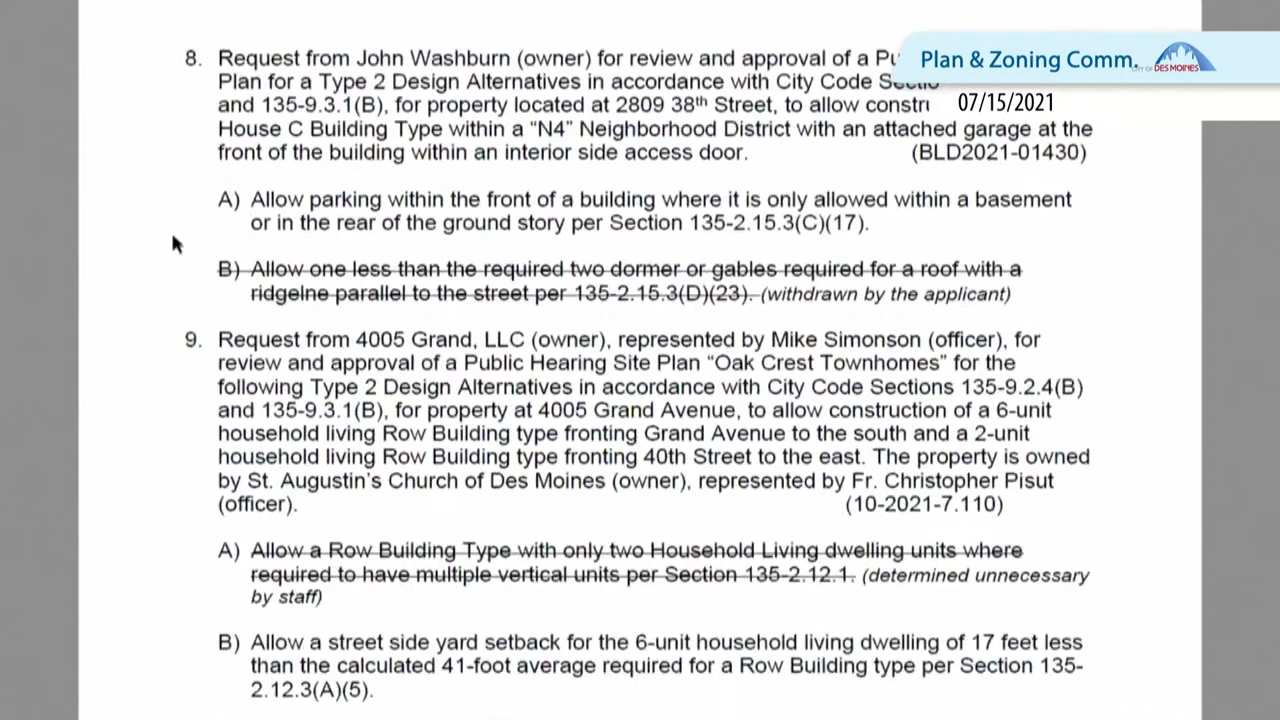 8. Request from John Washburn (owner) for review and approval of a
Plan for a Type 2 Design Alternatives in accordance with City Code
and 135-9.3.1(B), for property located at 2809 38th Street, to allow
House C Building Type within a “N4” Neighborhood District with an attached garage at the
front of the building within an interior side access door. (BLD2021-01430)
A) Allow parking within the front of a building where it is only allowed within a basement
or in the rear of the ground story per Section 135-2.15.3(C)(17).
B) Allow one less than the required two dormer or gables required for a roof with a
ridgelne parallel to the street per 135-2.15.3(D)(23). (withdrawn by the applicant)
9. Request from 4005 Grand, LLC (owner), represented by Mike Simonson (officer), for
review and approval of a Public Hearing Site Plan “Oak Crest Townhomes” for the
following Type 2 Design Alternatives in accordance with City Code Sections 135-9.2.4(B)
and 135-9.3.1(B), for property at 4005 Grand Avenue, to allow construction of a 6-unit
household living Row Building type fronting Grand Avenue to the south and a 2-unit
household living Row Building type fronting 40th Street to the east. The property is owned
by St. Augustin’s Church of Des Moines (owner), represented by Fr. Christopher Pisut
(officer). (10-2021-7.110)
A) Allow a Row Building Type with only two Household Living dwelling units where
required to have multiple vertical units per Section 135-2.12.1. (determined unnecessary
by staff)
B) Allow a street side yard setback for the 6-unit household living dwelling of 17 feet less
than the calculated 41-foot average required for a Row Building type per Section 135-
2.12.3(A)(5).
Plan & Zoning Comm.
CITY OF DES MOINES
07/15/2021